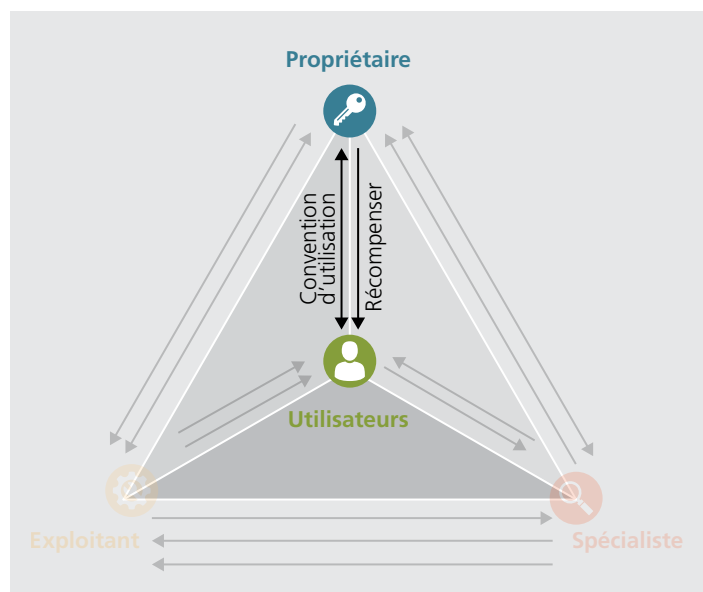 Propriétaire
Convention
d’utilisation
Récompenser
Utilisateurs
Exploitant
Spécialiste